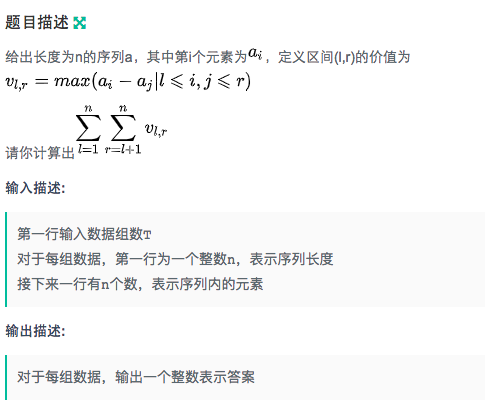 题目描述
给出长度为n的序列a，其中第i个元素为a_i，定义区间(l,r)的价值为
v_{l,r} = max(a_i − a_j | l ⩽ i, j ⩽ r)
请你计算出 \sum_{l=1}^{n} \sum_{r=l+1}^{n} v_{l,r}
输入描述:
第一行输入数据组数T
对于每组数据，第一行为一个整数n，表示序列长度
接下来一行有n个数，表示序列内的元素
输出描述:
对于每组数据，输出一个整数表示答案